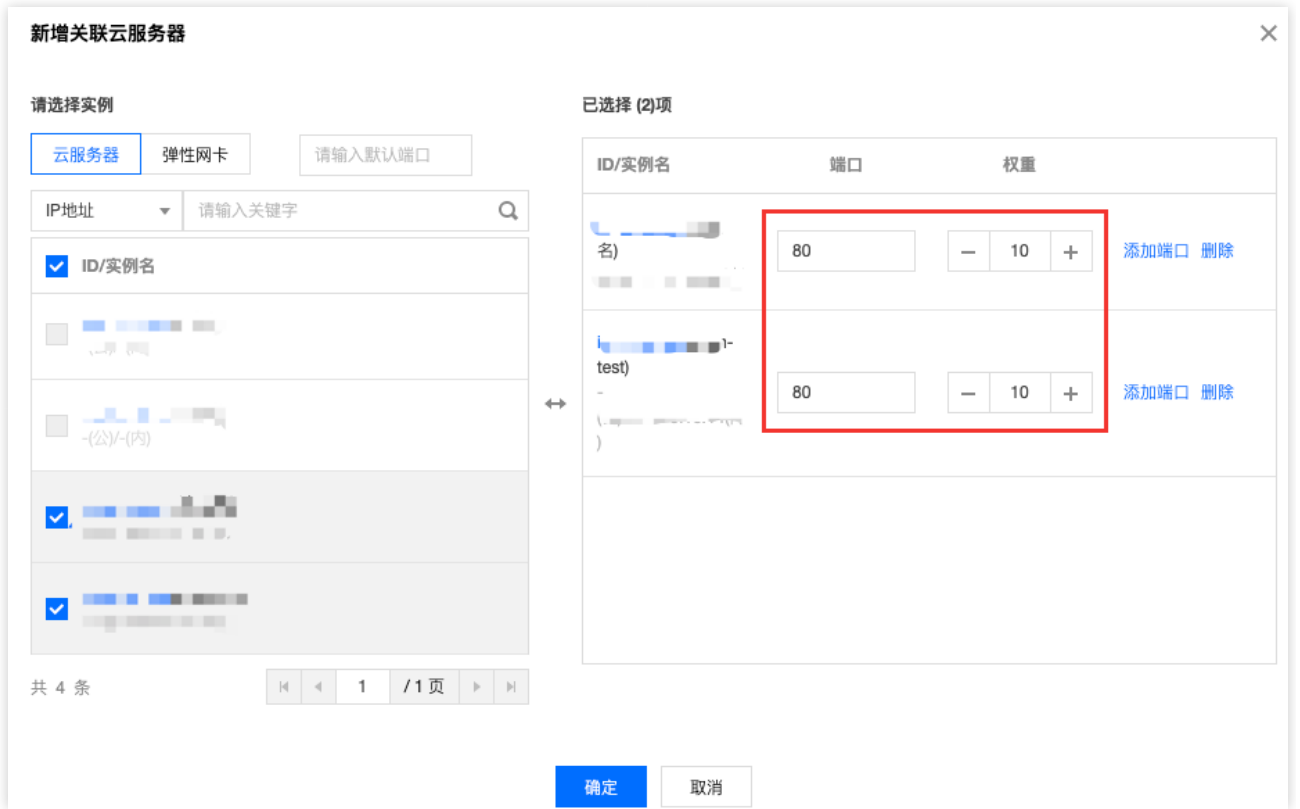 新增关联云服务器
请选择实例
已选择 (2)项
云服务器 弹性网卡 请输入默认端口
IP地址 请输入关键字
ID/实例名
-(公)/-(内)
共 4 条 1 / 1 页
ID/实例名 端口 权重
名)
80 10 添加端口 删除
test)
80 10 添加端口 删除
确定 取消